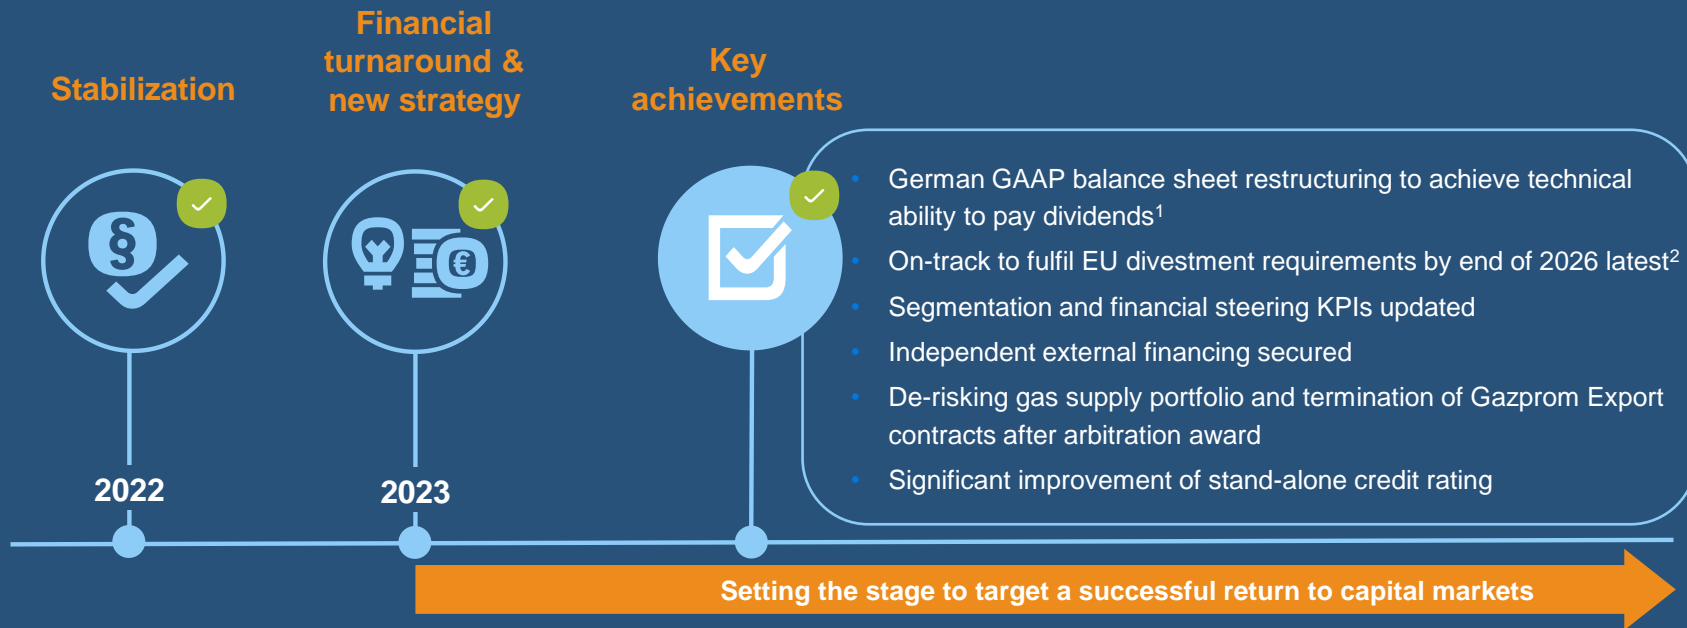 Stabilization
Financial
turnaround &
new strategy
Key
achievements
§
€
• German GAAP balance sheet restructuring to achieve technical
ability to pay dividends¹
• On-track to fulfil EU divestment requirements by end of 2026 latest²
• Segmentation and financial steering KPIs updated
• Independent external financing secured
• De-risking gas supply portfolio and termination of Gazprom Export
contracts after arbitration award
• Significant improvement of stand-alone credit rating
2022
2023
Setting the stage to target a successful return to capital markets